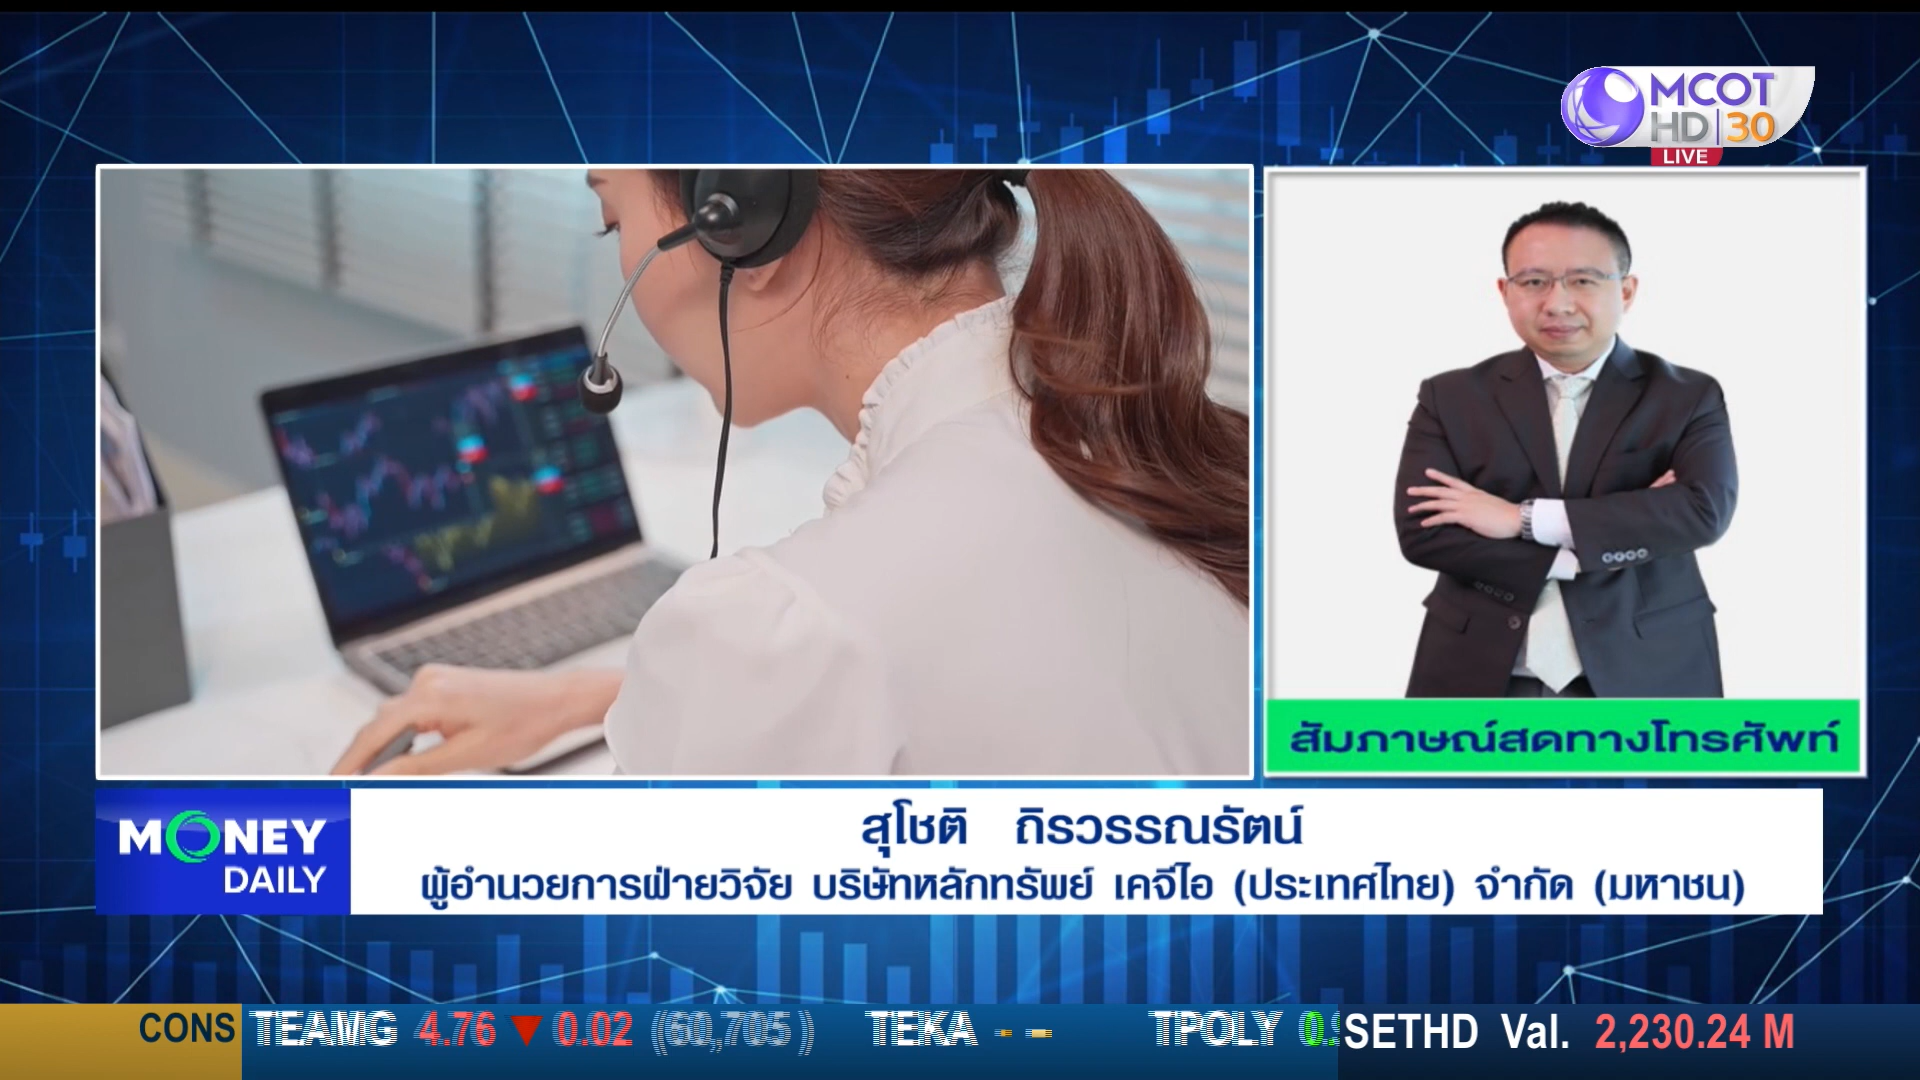 MCOT
HD 30
LIVE
สัมภาษณ์สดทางโทรศัพท์
MONEY
DAILY
สุโชติ ถิรวรรณรัตน์
ผู้อำนวยการฝ่ายวิจัย บริษัทหลักทรัพย์ เคจีไอ (ประเทศไทย) จำกัด (มหาชน)
CONS TEAMG 4.76 ▼ 0.02 (60,705) TEKA - - TPOLY SETHD Val. 2,230.24 M